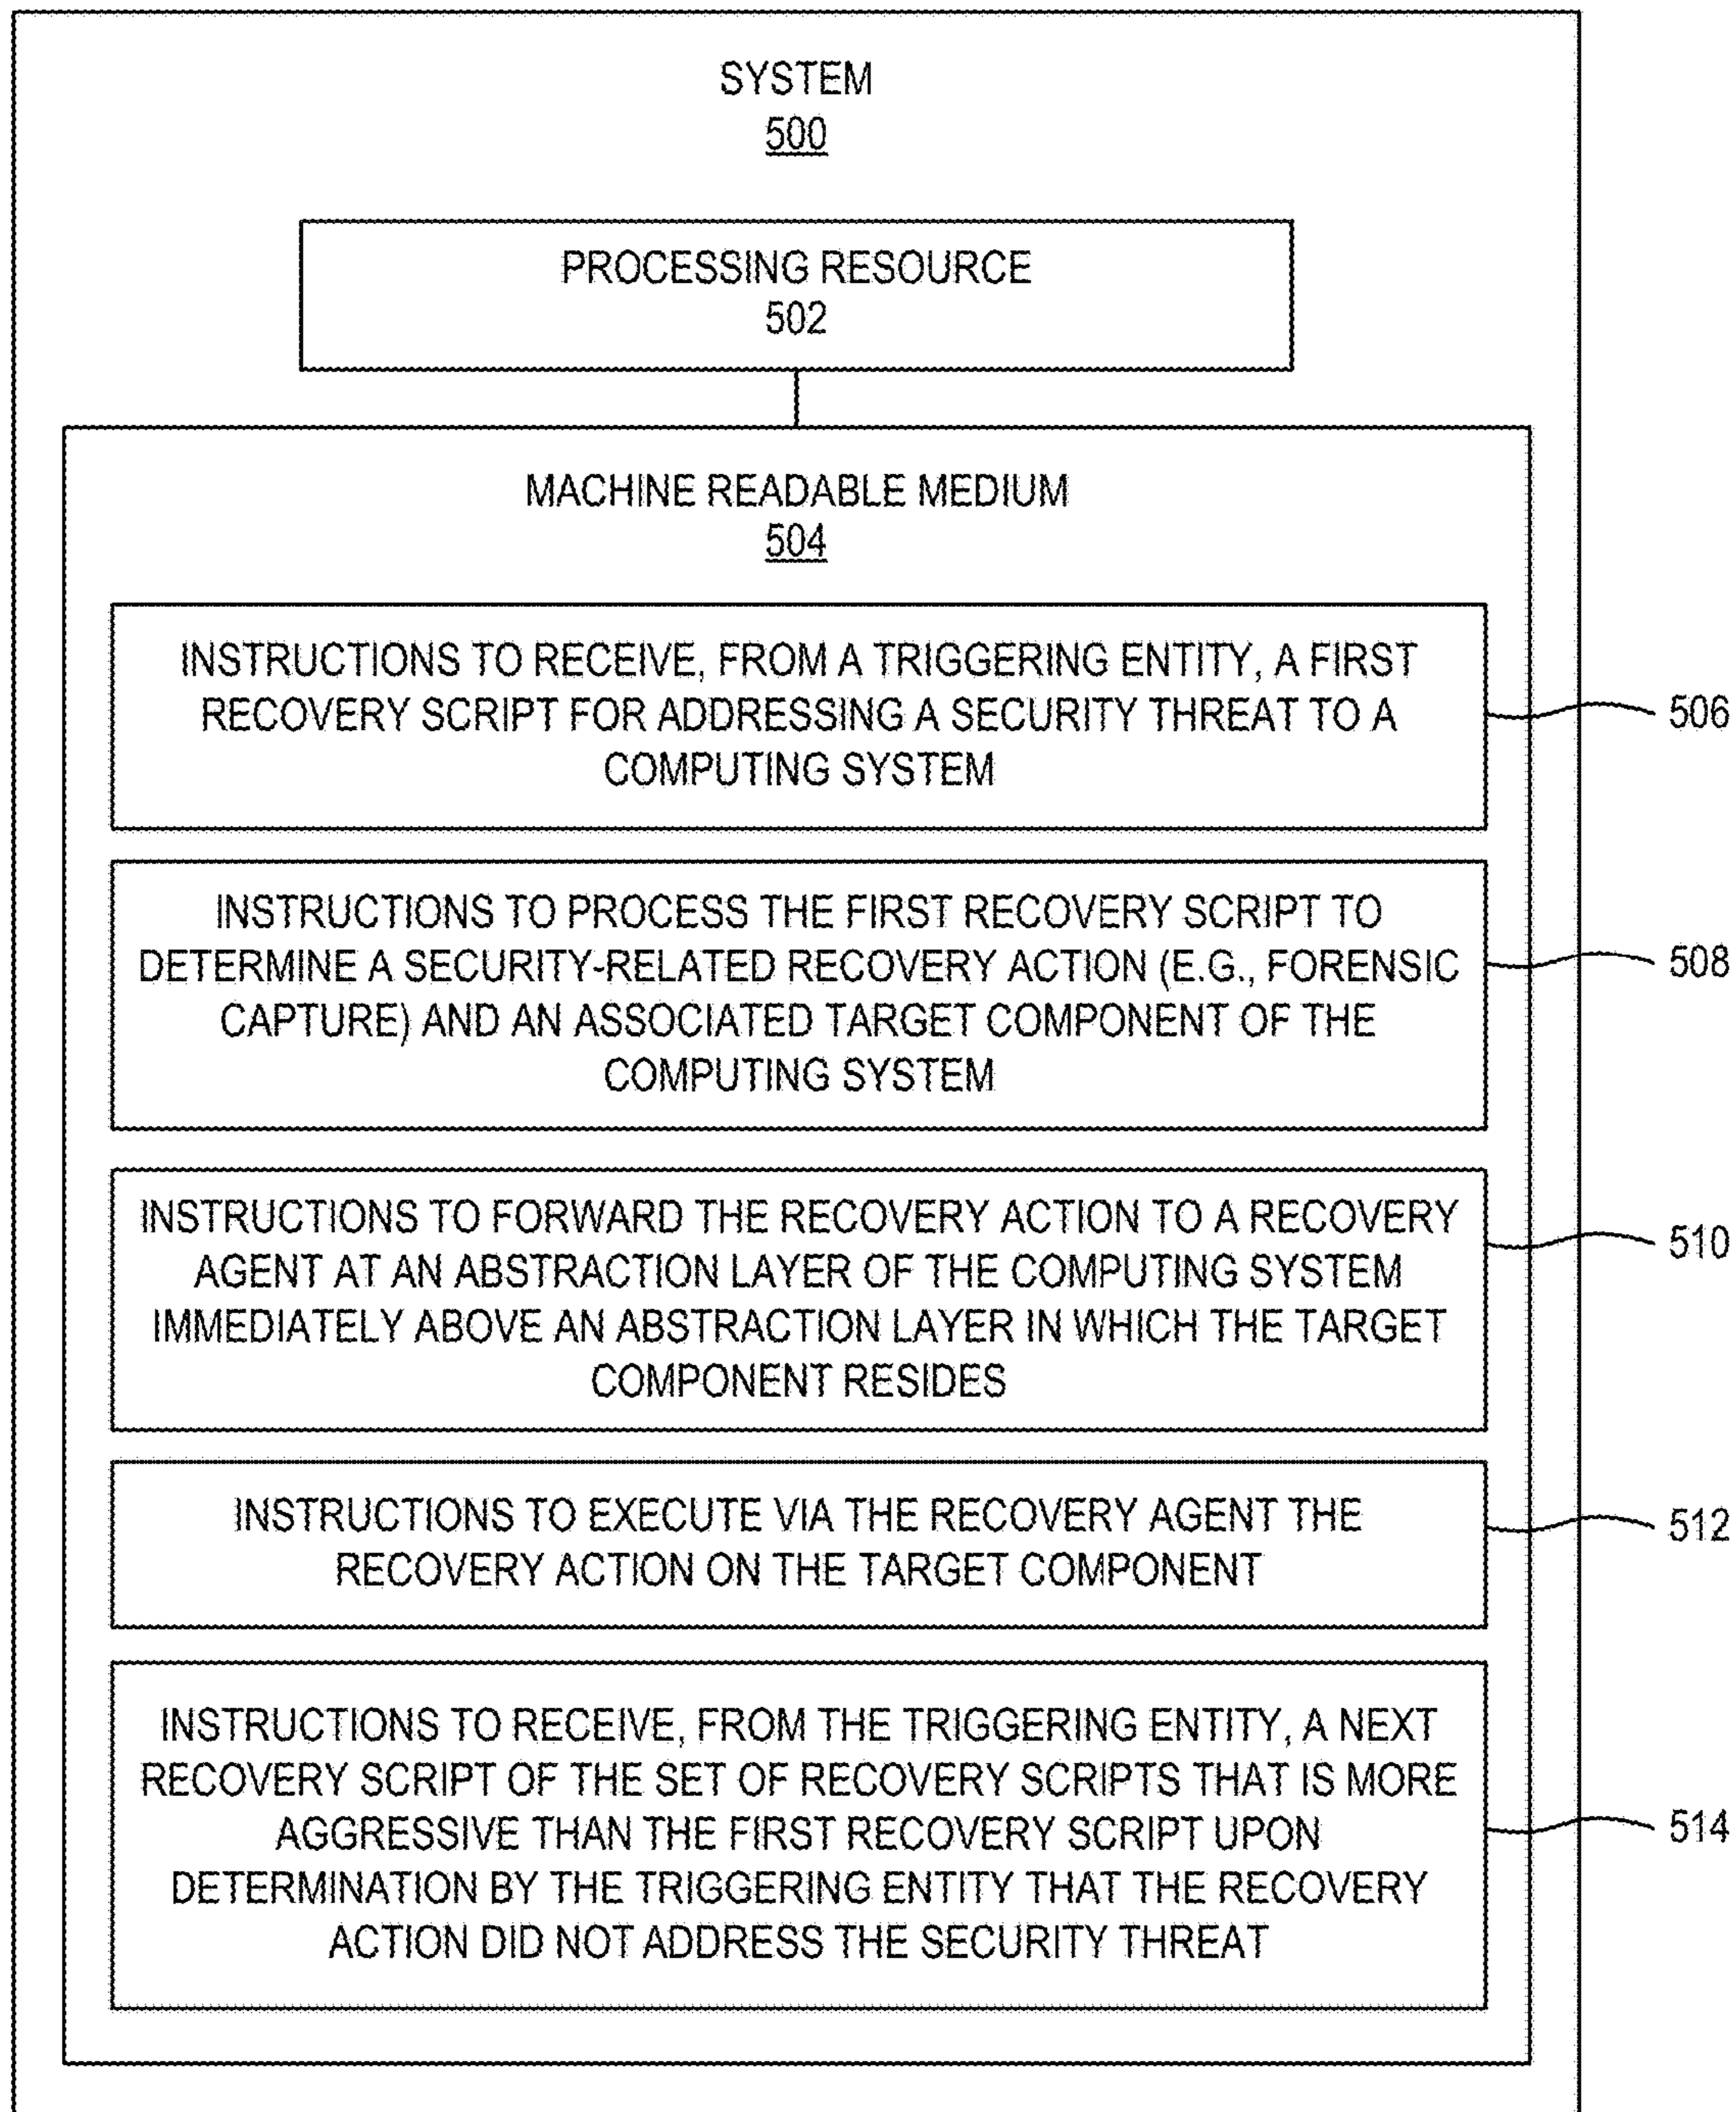 SYSTEM
500
PROCESSING RESOURCE
502
MACHINE READABLE MEDIUM
504
INSTRUCTIONS TO RECEIVE, FROM A TRIGGERING ENTITY, A FIRST
RECOVERY SCRIPT FOR ADDRESSING A SECURITY THREAT TO A
COMPUTING SYSTEM
506
INSTRUCTIONS TO PROCESS THE FIRST RECOVERY SCRIPT TO
DETERMINE A SECURITY-RELATED RECOVERY ACTION (E.G., FORENSIC
CAPTURE) AND AN ASSOCIATED TARGET COMPONENT OF THE
COMPUTING SYSTEM
508
INSTRUCTIONS TO FORWARD THE RECOVERY ACTION TO A RECOVERY
AGENT AT AN ABSTRACTION LAYER OF THE COMPUTING SYSTEM
IMMEDIATELY ABOVE AN ABSTRACTION LAYER IN WHICH THE TARGET
COMPONENT RESIDES
510
INSTRUCTIONS TO EXECUTE VIA THE RECOVERY AGENT THE
RECOVERY ACTION ON THE TARGET COMPONENT
512
INSTRUCTIONS TO RECEIVE, FROM THE TRIGGERING ENTITY, A NEXT
RECOVERY SCRIPT OF THE SET OF RECOVERY SCRIPTS THAT IS MORE
AGGRESSIVE THAN THE FIRST RECOVERY SCRIPT UPON
DETERMINATION BY THE TRIGGERING ENTITY THAT THE RECOVERY
ACTION DID NOT ADDRESS THE SECURITY THREAT
514